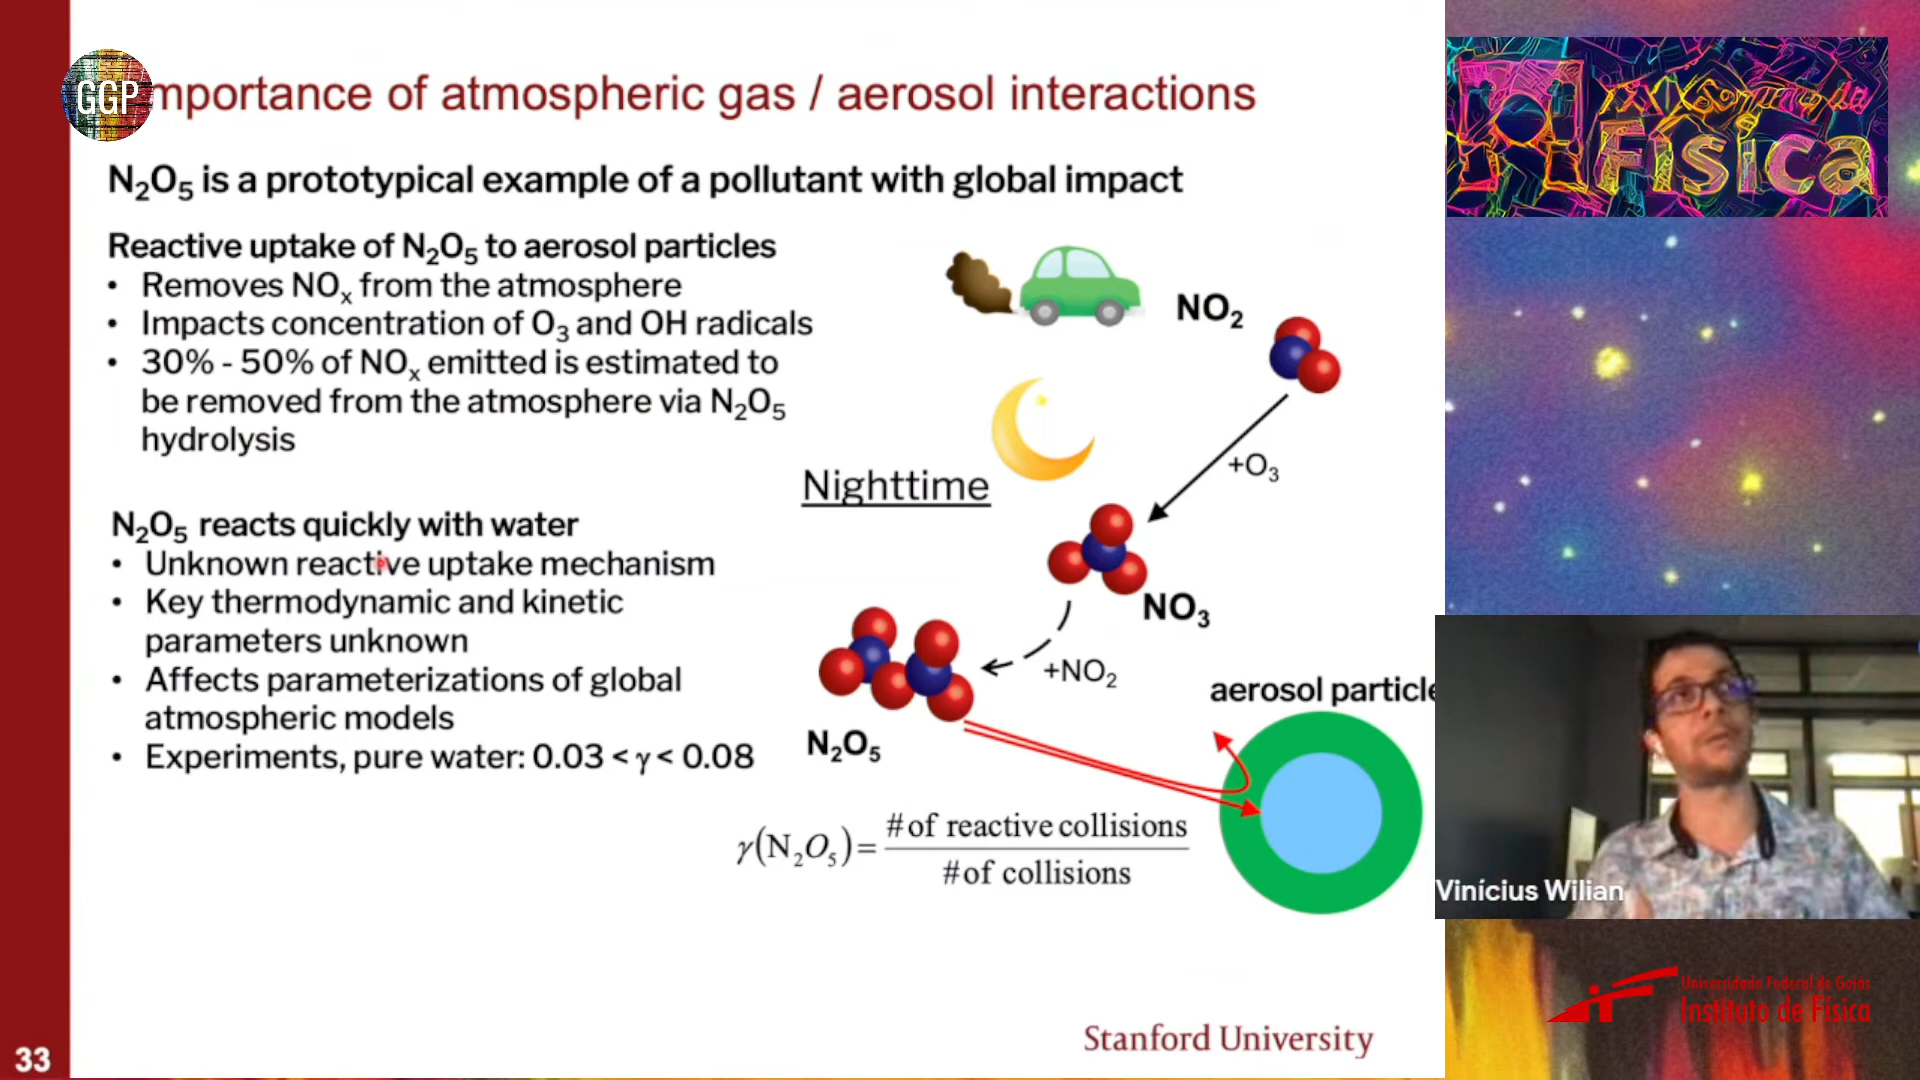 GGP
mportance of atmospheric gas / aerosol interactions
N₂O₅ is a prototypical example of a pollutant with global impact
Reactive uptake of N₂O₅ to aerosol particles
• Removes NOₓ from the atmosphere
• Impacts concentration of O₃ and OH radicals
• 30% - 50% of NOₓ emitted is estimated to
be removed from the atmosphere via N₂O₅
hydrolysis
N₂O₅ reacts quickly with water
• Unknown reactive uptake mechanism
• Key thermodynamic and kinetic
parameters unknown
• Affects parameterizations of global
atmospheric models
• Experiments, pure water: 0.03 < γ < 0.08
NO₂
+O₃
Nighttime
NO₃
+NO₂
N₂O₅
aerosol particle
γ(N₂O₅)= # of reactive collisions
# of collisions
Stanford University
33
Física
Vinícius Wilian
Universidade Federal de Goiás
Instituto de Física